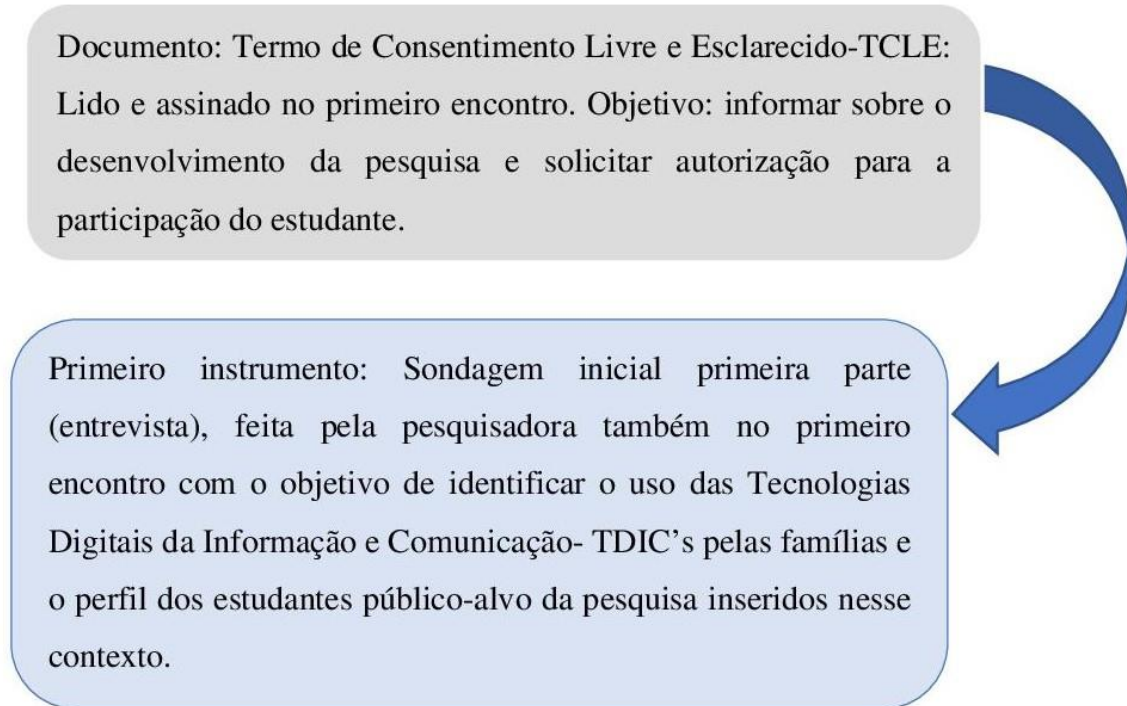 Documento: Termo de Consentimento Livre e Esclarecido-TCLE:
Lido e assinado no primeiro encontro. Objetivo: informar sobre o
desenvolvimento da pesquisa e solicitar autorização para a
participação do estudante.
Primeiro instrumento: Sondagem inicial primeira parte
(entrevista), feita pela pesquisadora também no primeiro
encontro com o objetivo de identificar o uso das Tecnologias
Digitais da Informação e Comunicação- TDIC’s pelas famílias e
o perfil dos estudantes público-alvo da pesquisa inseridos nesse
contexto.